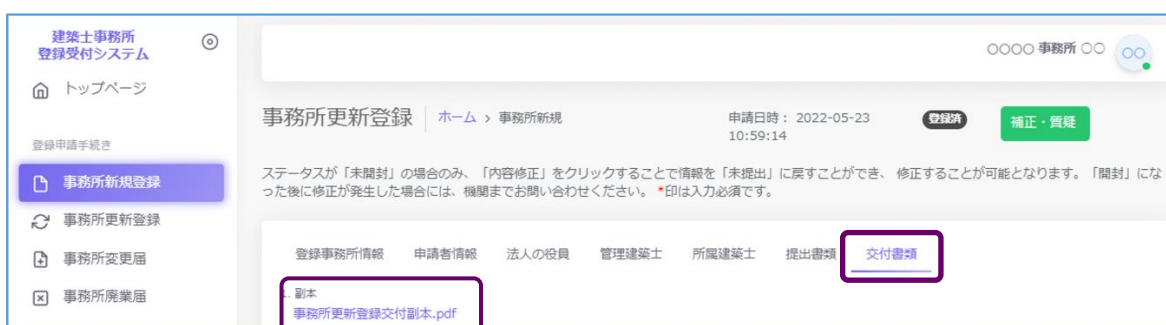 建築士事務所
登録受付システム
○○○○ 事務所 ○○
○○
トップページ
事務所更新登録
ホーム › 事務所新規
申請日時： 2022-05-23
10:59:14
登録済
補正・質疑
登録申請手続き
ステータスが「未開封」の場合のみ、「内容修正」をクリックすることで情報を「未提出」に戻すことができ、 修正することが可能となります。「開封」にな
った後に修正が発生した場合には、機関までお問い合わせください。 *印は入力必須です。
事務所新規登録
事務所更新登録
事務所変更届
事務所廃業届
登録事務所情報 申請者情報 法人の役員 管理建築士 所属建築士 提出書類 交付書類
1. 副本
事務所更新登録交付副本.pdf